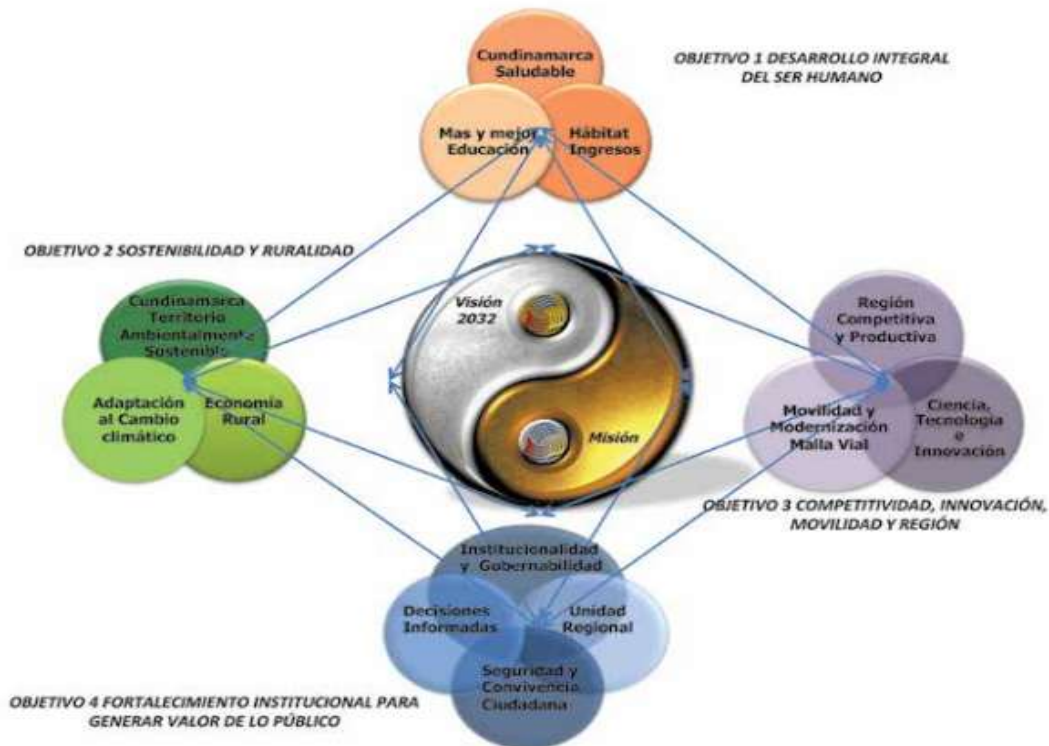 Cundinamarca
Saludable
OBJETIVO 1 DESARROLLO INTEGRAL
DEL SER HUMANO
Mas y mejor
Educación
Hábitat
Ingresos
OBJETIVO 2 SOSTENIBILIDAD Y RURALIDAD
Cundinamarca
Territorio
Ambientalmente
Sostenible
Adaptación
al Cambio
climático
Economía
Rural
Visión
2032
Misión
Región
Competitiva
y Productiva
Movilidad y
Modernización
Malla Vial
Ciencia,
Tecnología
e
Innovación
OBJETIVO 3 COMPETITIVIDAD, INNOVACIÓN,
MOVILIDAD Y REGIÓN
Institucionalidad
y Gobernabilidad
Decisiones
Informadas
Unidad
Regional
Seguridad y
Convivencia
Ciudadana
OBJETIVO 4 FORTALECIMIENTO INSTITUCIONAL PARA
GENERAR VALOR DE LO PÚBLICO